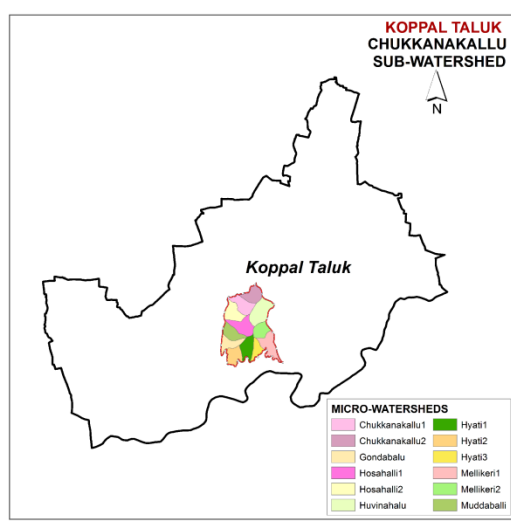 KOPPAL TALUK
CHUKKANAKALLU
SUB-WATERSHED
N
Koppal Taluk
MICRO-WATERSHEDS
Chukkanakallu1
Chukkanakallu2
Gondabalu
Hosahalli1
Hosahalli2
Huvinahalu
Hyati1
Hyati2
Hyati3
Mellikeri1
Mellikeri2
Muddaballi